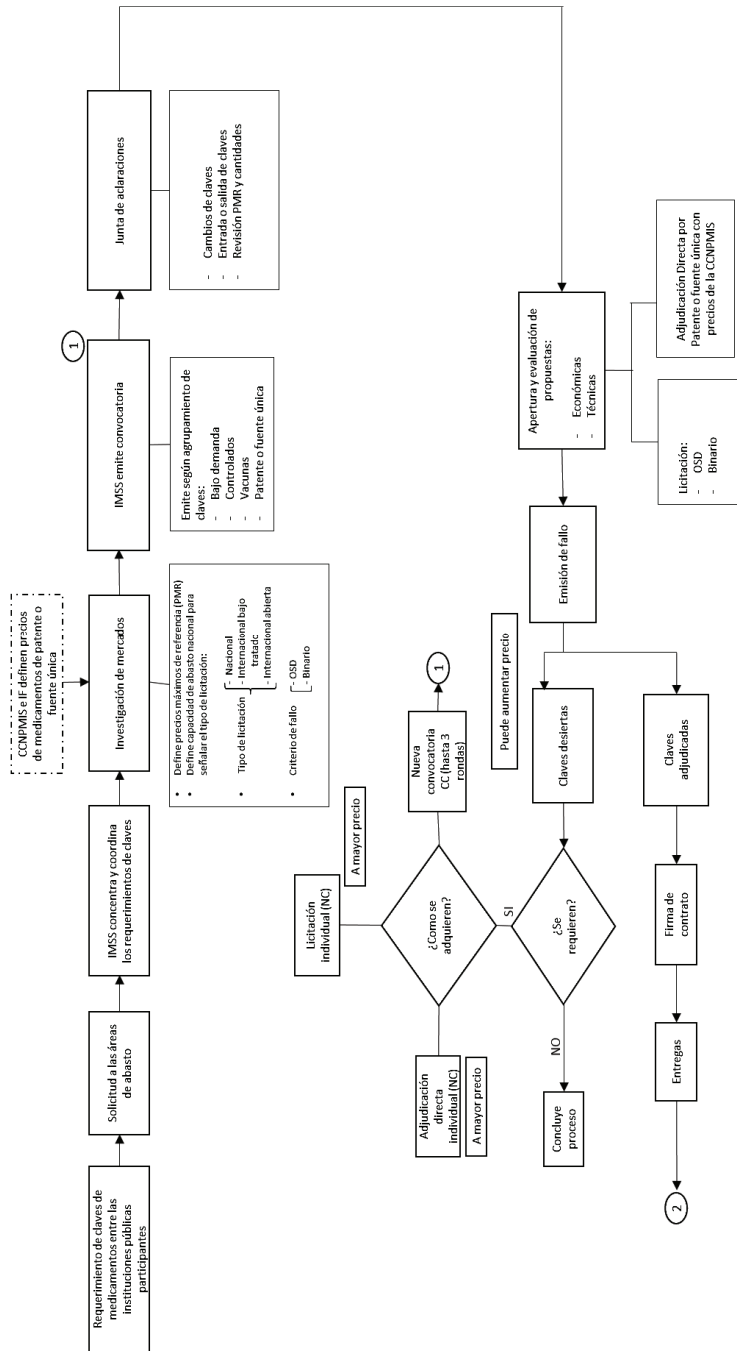 Requerimiento de claves de
medicamentos entre las
instituciones públicas
participantes
Solicitud a las áreas
de abasto
IMSS concentra y coordina
los requerimientos de claves
CCNPMIS e IF definen precios
de medicamentos de patente o
fuente única
Investigación de mercados
• Define precios máximos de referencia (PMR)
• Define capacidad de abasto nacional para
señalar el tipo de licitación:
• Tipo de licitación
- Nacional
- Internacional bajo
tratadc
- Internacional abierta
• Criterio de fallo
- OSD
- Binario
1
IMSS emite convocatoria
Emite según agrupamiento de
claves:
- Bajo demanda
- Controlados
- Vacunas
- Patente o fuente única
Junta de aclaraciones
- Cambios de claves
- Entrada o salida de claves
- Revisión PMR y cantidades
Apertura y evaluación de
propuestas:
- Económicas
- Técnicas
Licitación:
- OSD
- Binario
Adjudicación Directa por
Patente o fuente única con
precios de la CCNPMIS
Emisión de fallo
Puede aumentar precio
Claves desiertas
Claves
adjudicadas
¿Se
requieren?
SI
NO
Concluye
proceso
¿Como se
adquieren?
Licitación
individual (NC)
A mayor precio
Nueva
convocatoria
CC (hasta 3
rondas)
1
Adjudicación
directa
individual (NC)
A mayor precio
Firma de
contrato
Entregas
2